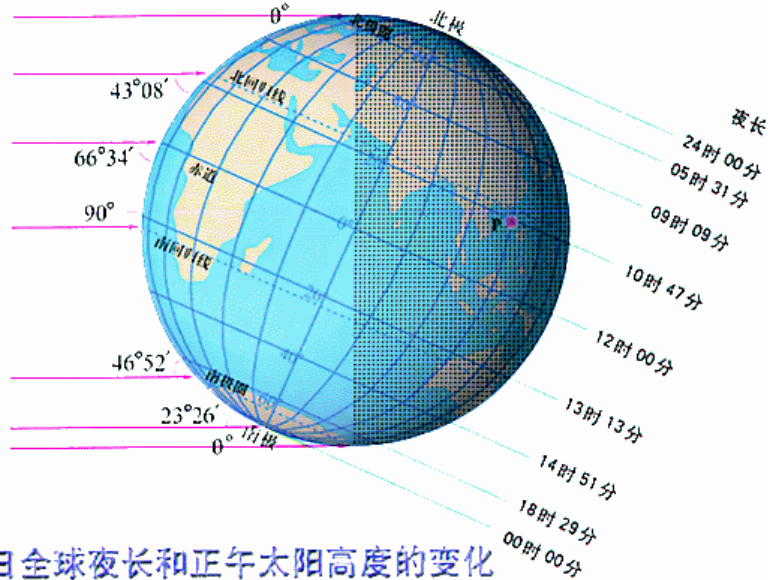 0°
北极圈
北极
43°08′
北回归线
夜长
24时00分
05时31分
66°34′
赤道
09时09分
90°
P
0°
10时47分
南回归线
20°
12时00分
40°
46°52′
南极圈
60°
13时13分
23°26′
南极
0°
14时51分
18时29分
00时00分
日全球夜长和正午太阳高度的变化